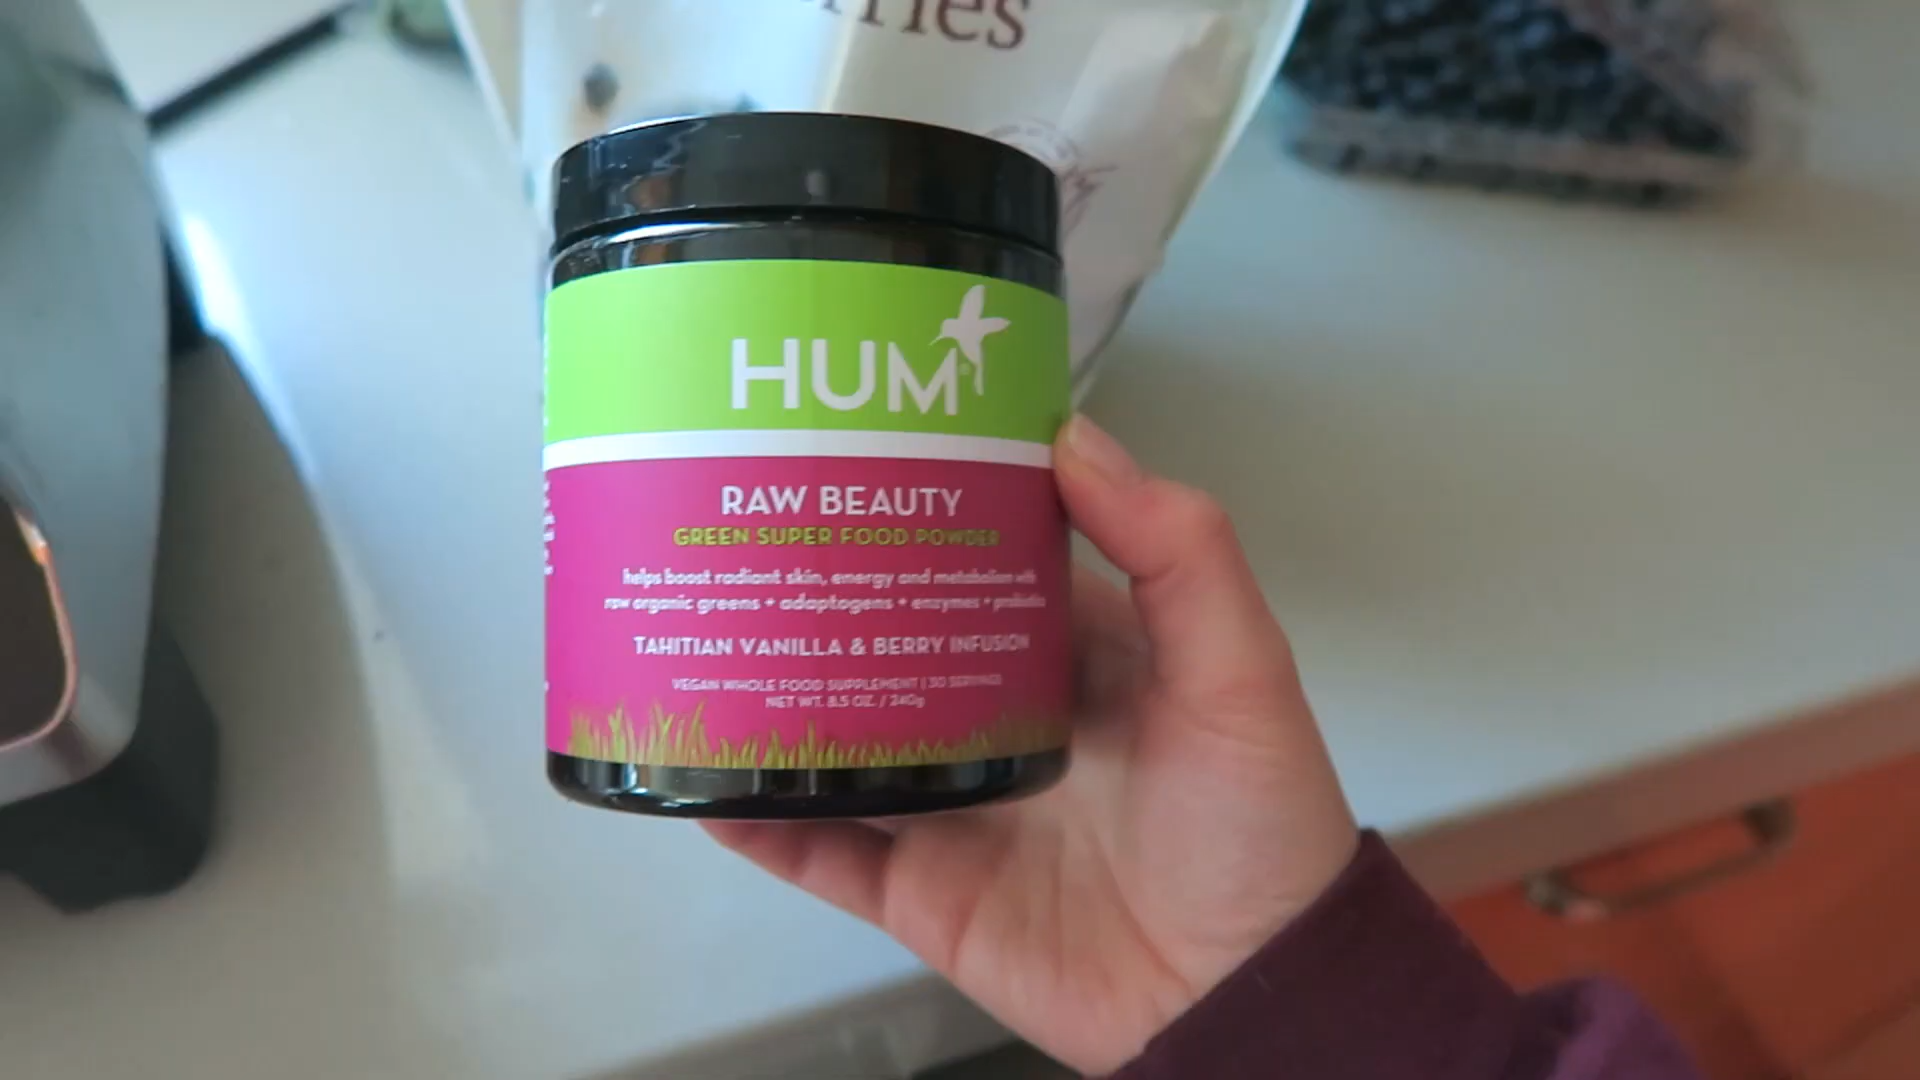 HUM
RAW BEAUTY
GREEN SUPER FOOD POWDER
helps boost radiant skin, energy and metabolism with
raw organic greens + adaptogens + enzymes + probiotics
TAHITIAN VANILLA & BERRY INFUSION
VEGAN WHOLE FOOD SUPPLEMENT | 30 SERVINGS
NET WT. 8.5 OZ. / 240g